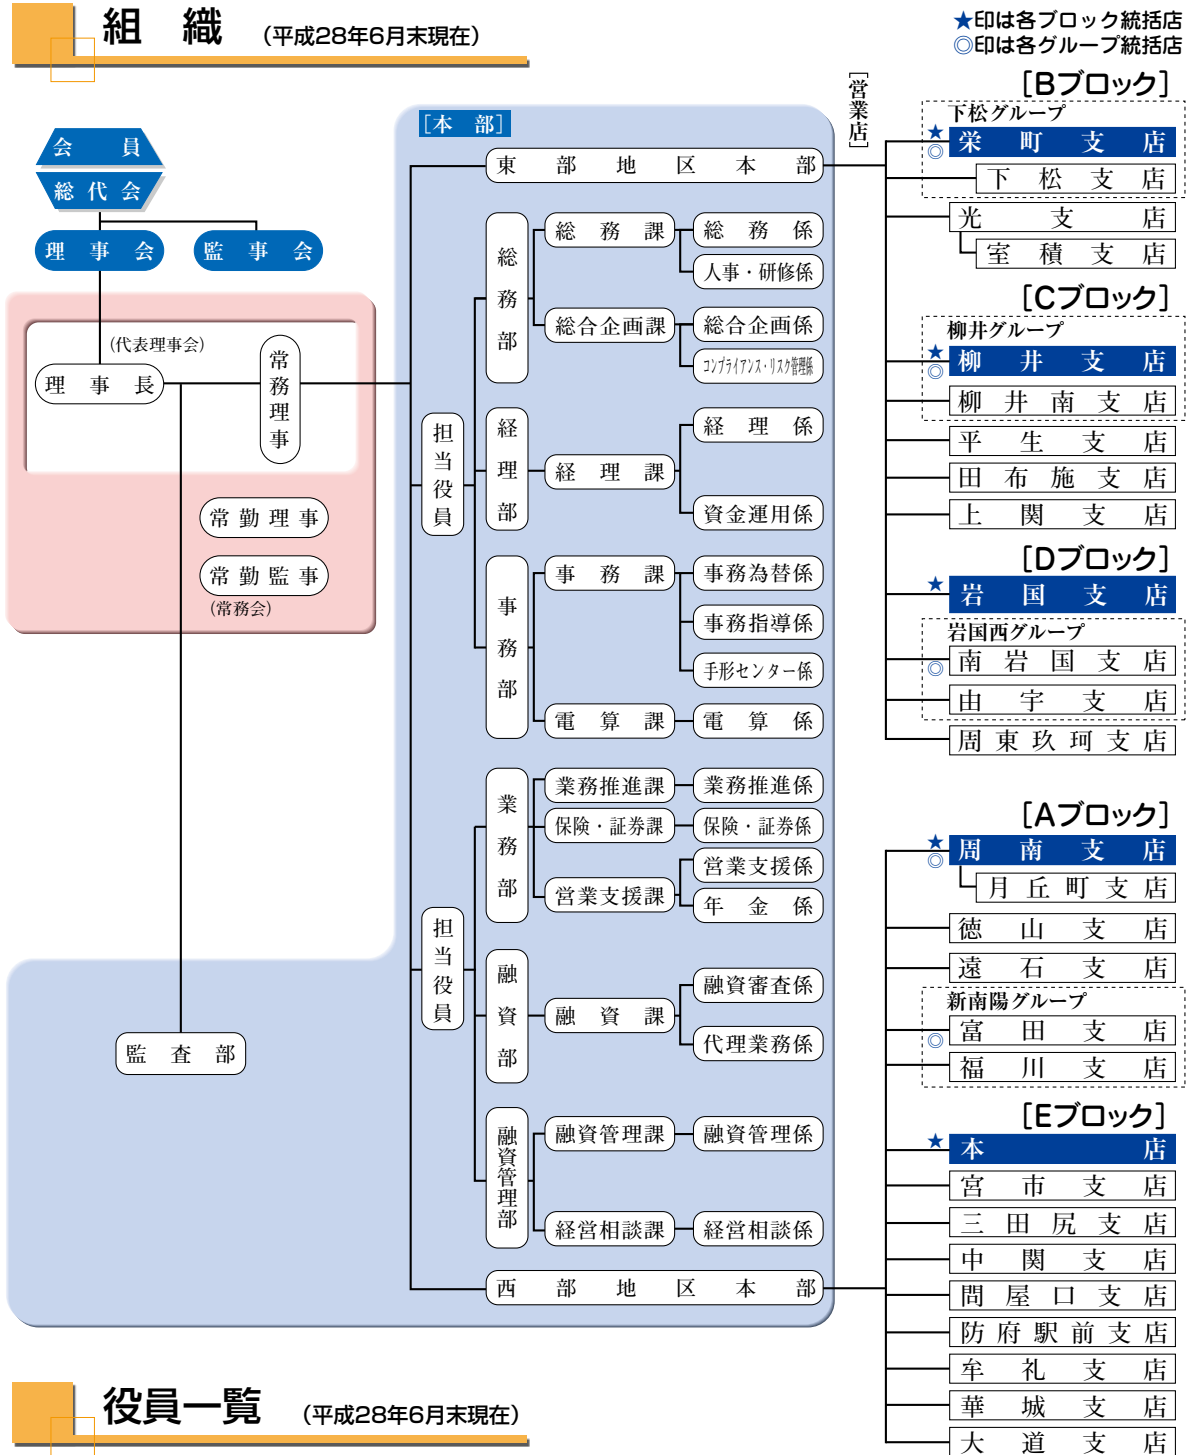 組織 (平成28年6月末現在)
★印は各ブロック統括店
◎印は各グループ統括店
会員
総代会
理事会
監事会
(代表理事会)
理事長
常務理事
常勤理事
常勤監事
(常務会)
監査部
[本部]
東部地区本部
担当役員
総務部
総務課
総務係
人事・研修係
総合企画課
総合企画係
コンプライアンス・リスク管理係
経理部
経理課
経理係
資金運用係
事務部
事務課
事務為替係
事務指導係
手形センター係
電算課
電算係
担当役員
業務部
業務推進課
業務推進係
保険・証券課
保険・証券係
営業支援課
営業支援係
年金係
融資部
融資課
融資審査係
代理業務係
融資管理部
融資管理課
融資管理係
経営相談課
経営相談係
西部地区本部
[営業店]
[Bブロック]
下松グループ
★
◎
栄町支店
下松支店
光支店
室積支店
[Cブロック]
柳井グループ
★
◎
柳井支店
柳井南支店
平生支店
田布施支店
上関支店
[Dブロック]
★
岩国支店
岩国西グループ
◎
南岩国支店
由宇支店
周東玖珂支店
[Aブロック]
★
◎
周南支店
月丘町支店
徳山支店
遠石支店
新南陽グループ
◎
富田支店
福川支店
[Eブロック]
★
本店
宮市支店
三田尻支店
中関支店
問屋口支店
防府駅前支店
牟礼支店
華城支店
大道支店
役員一覧 (平成28年6月末現在)